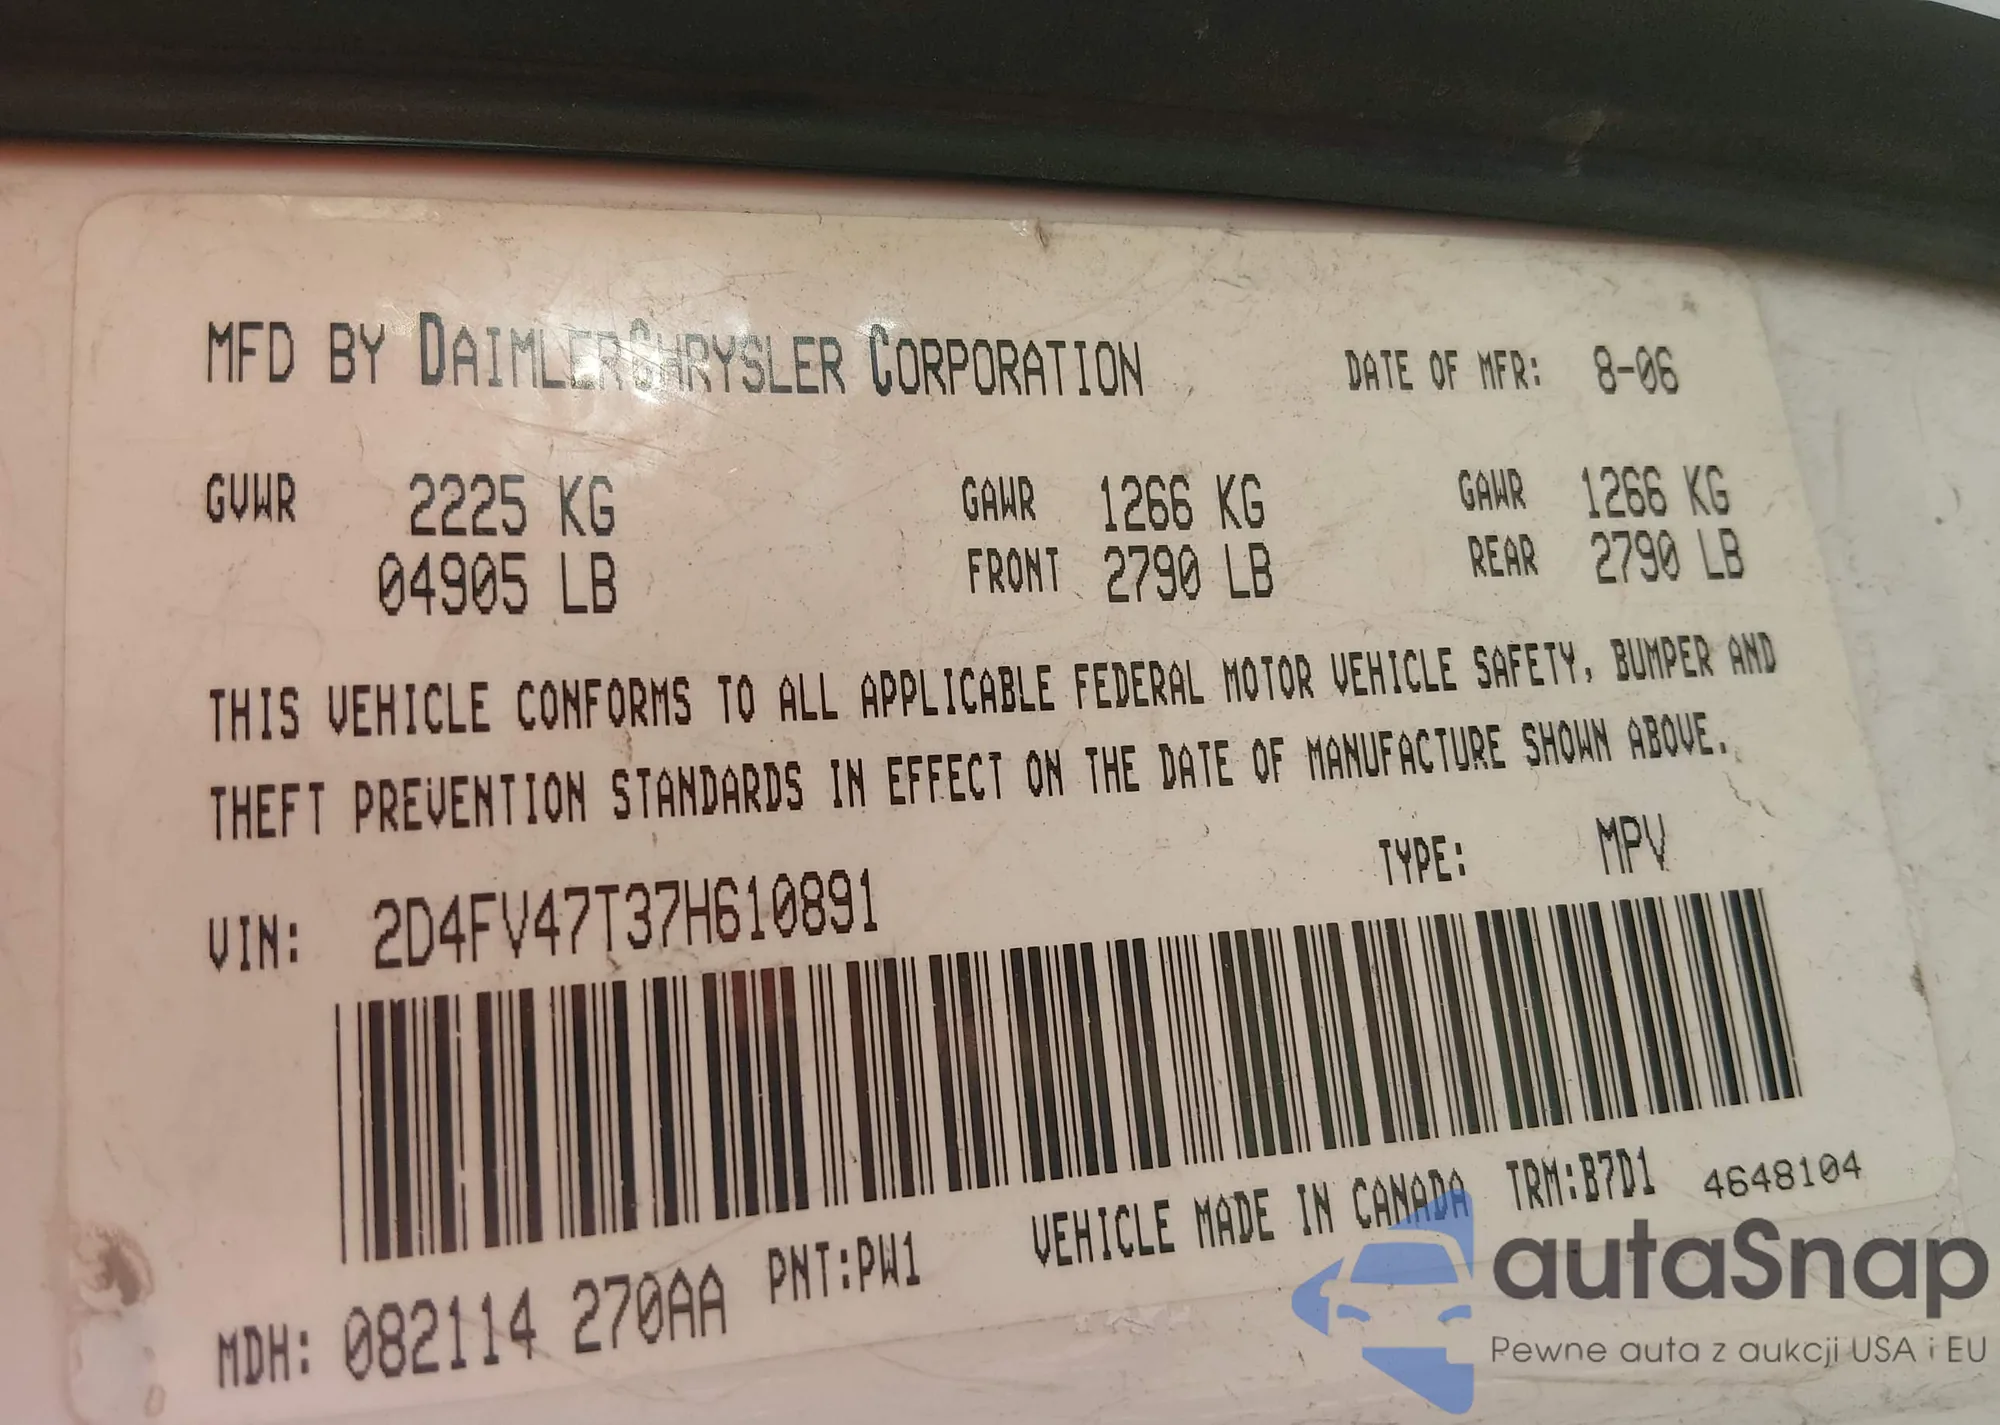 MFD BY DAIMLERCHRYSLER CORPORATION DATE OF MFR: 8-06
GVWR 2225 KG GAWR 1266 KG GAWR 1266 KG
04905 LB FRONT 2790 LB REAR 2790 LB
THIS VEHICLE CONFORMS TO ALL APPLICABLE FEDERAL MOTOR VEHICLE SAFETY, BUMPER AND
THEFT PREVENTION STANDARDS IN EFFECT ON THE DATE OF MANUFACTURE SHOWN ABOVE.
VIN: 2D4FV47T37H610891 TYPE: MPV
VEHICLE MADE IN CANADA TRM:B7D1 4648104
MDH: 082114 270AA PNT:PW1
autaSnap
Pewne auta z aukcji USA i EU